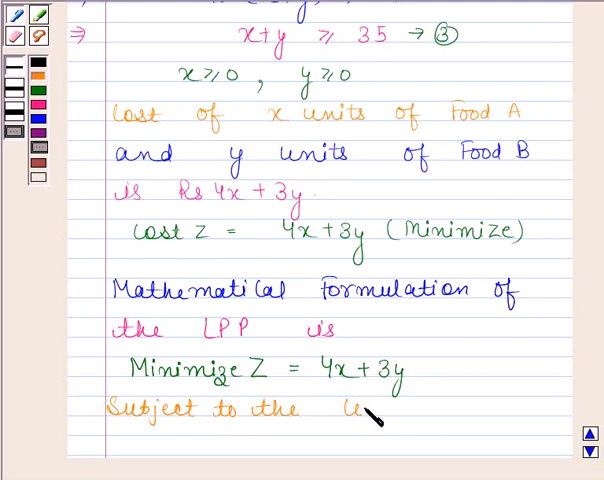 ⇒ x+y ⩾ 35 → ③
x⩾0 , y⩾0
Cost of x units of Food A
and y units of Food B
is Rs 4x + 3y.
Cost Z = 4x+3y (Minimize)
Mathematical Formulation of
the LPP is
Minimize Z = 4x + 3y
Subject to the